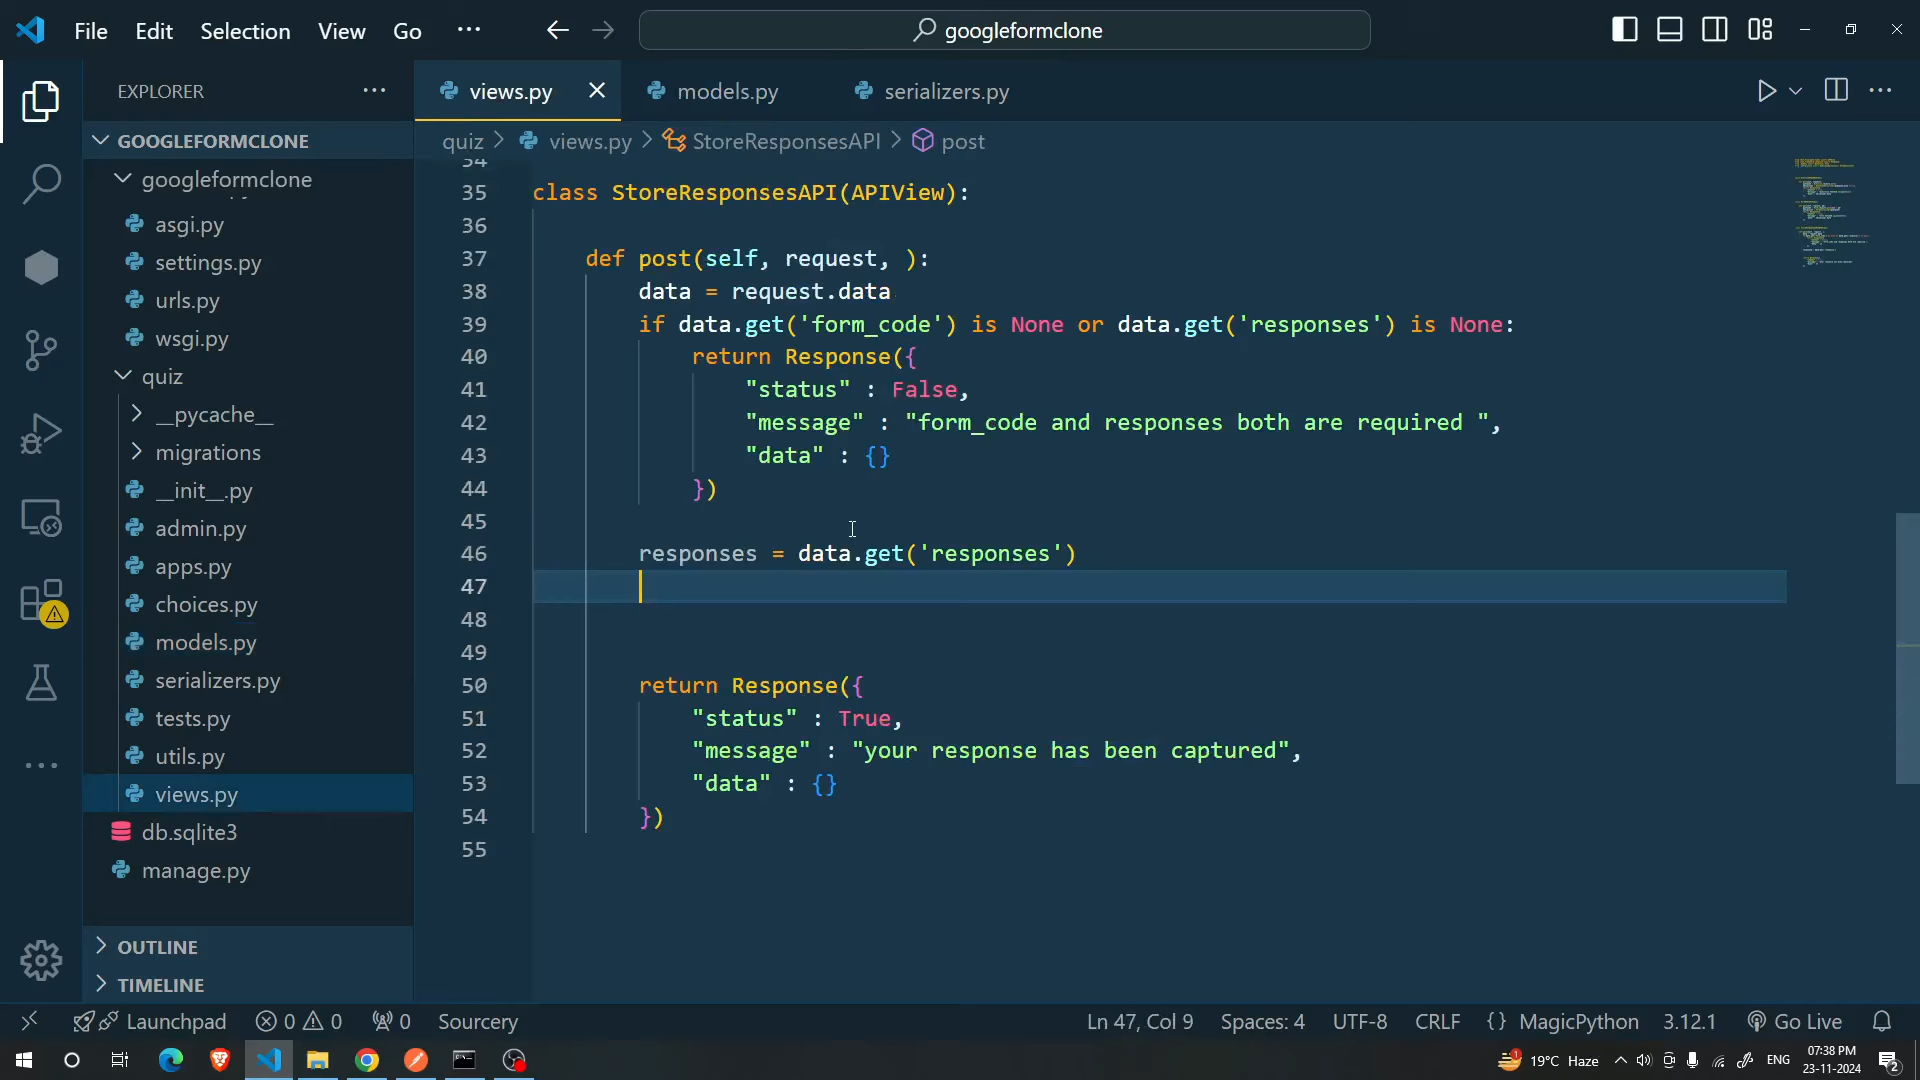 File Edit Selection View Go ··· googleformclone
EXPLORER ···
views.py models.py serializers.py ···
GOOGLEFORMCLONE
quiz > views.py > StoreResponsesAPI > post
googleformclone
asgi.py
settings.py
urls.py
wsgi.py
quiz
__pycache__
migrations
__init__.py
admin.py
apps.py
choices.py
models.py
serializers.py
tests.py
utils.py
views.py
db.sqlite3
manage.py
OUTLINE
TIMELINE
34
35 class StoreResponsesAPI(APIView):
36
37 def post(self, request, ):
38 data = request.data
39 if data.get('form_code') is None or data.get('responses') is None:
40 return Response({
41 "status" : False,
42 "message" : "form_code and responses both are required ",
43 "data" : {}
44 })
45
46 responses = data.get('responses')
47
48
49
50 return Response({
51 "status" : True,
52 "message" : "your response has been captured",
53 "data" : {}
54 })
55
Launchpad 0 0 0 Sourcery Ln 47, Col 9 Spaces: 4 UTF-8 CRLF {} MagicPython 3.12.1 Go Live
1 19°C Haze ENG 07:38 PM 2
23-11-2024